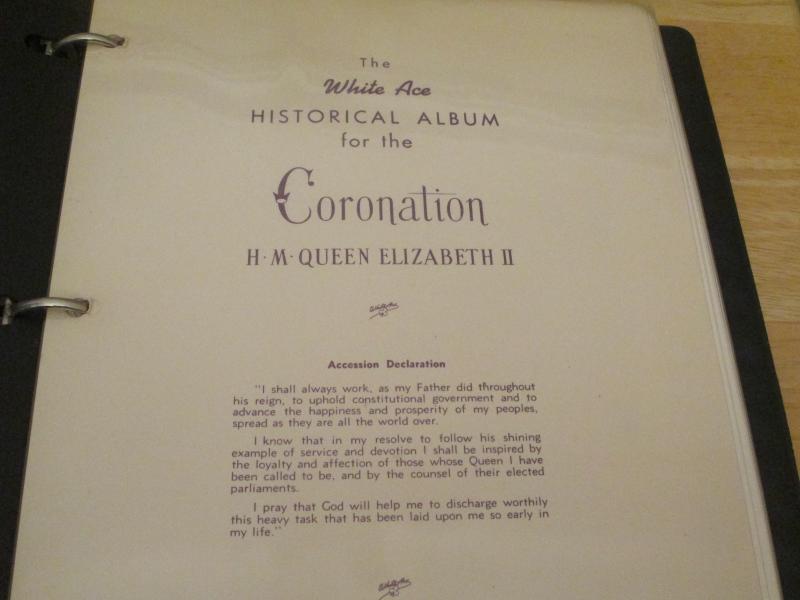 The
White Ace
HISTORICAL ALBUM
for the
Coronation
H·M·QUEEN ELIZABETH II
White Ace
Accession Declaration
"I shall always work, as my Father did throughout
his reign, to uphold constitutional government and to
advance the happiness and prosperity of my peoples,
spread as they are all the world over.
I know that in my resolve to follow his shining
example of service and devotion I shall be inspired by
the loyalty and affection of those whose Queen I have
been called to be, and by the counsel of their elected
parliaments.
I pray that God will help me to discharge worthily
this heavy task that has been laid upon me so early in
my life."
White Ace